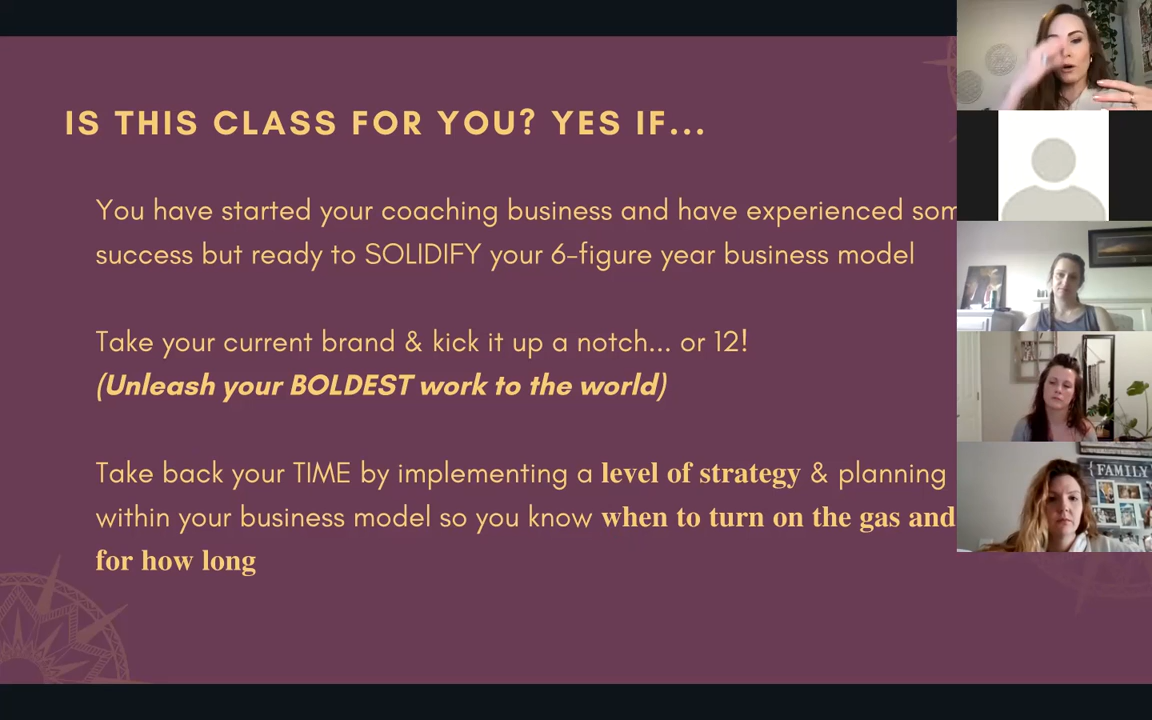 IS THIS CLASS FOR YOU? YES IF...
You have started your coaching business and have experienced
success but ready to SOLIDIFY your 6-figure year business model
Take your current brand & kick it up a notch... or 12!
(Unleash your BOLDEST work to the world)
Take back your TIME by implementing a level of strategy & planning
within your business model so you know when to turn on the gas and
for how long
FAMILY